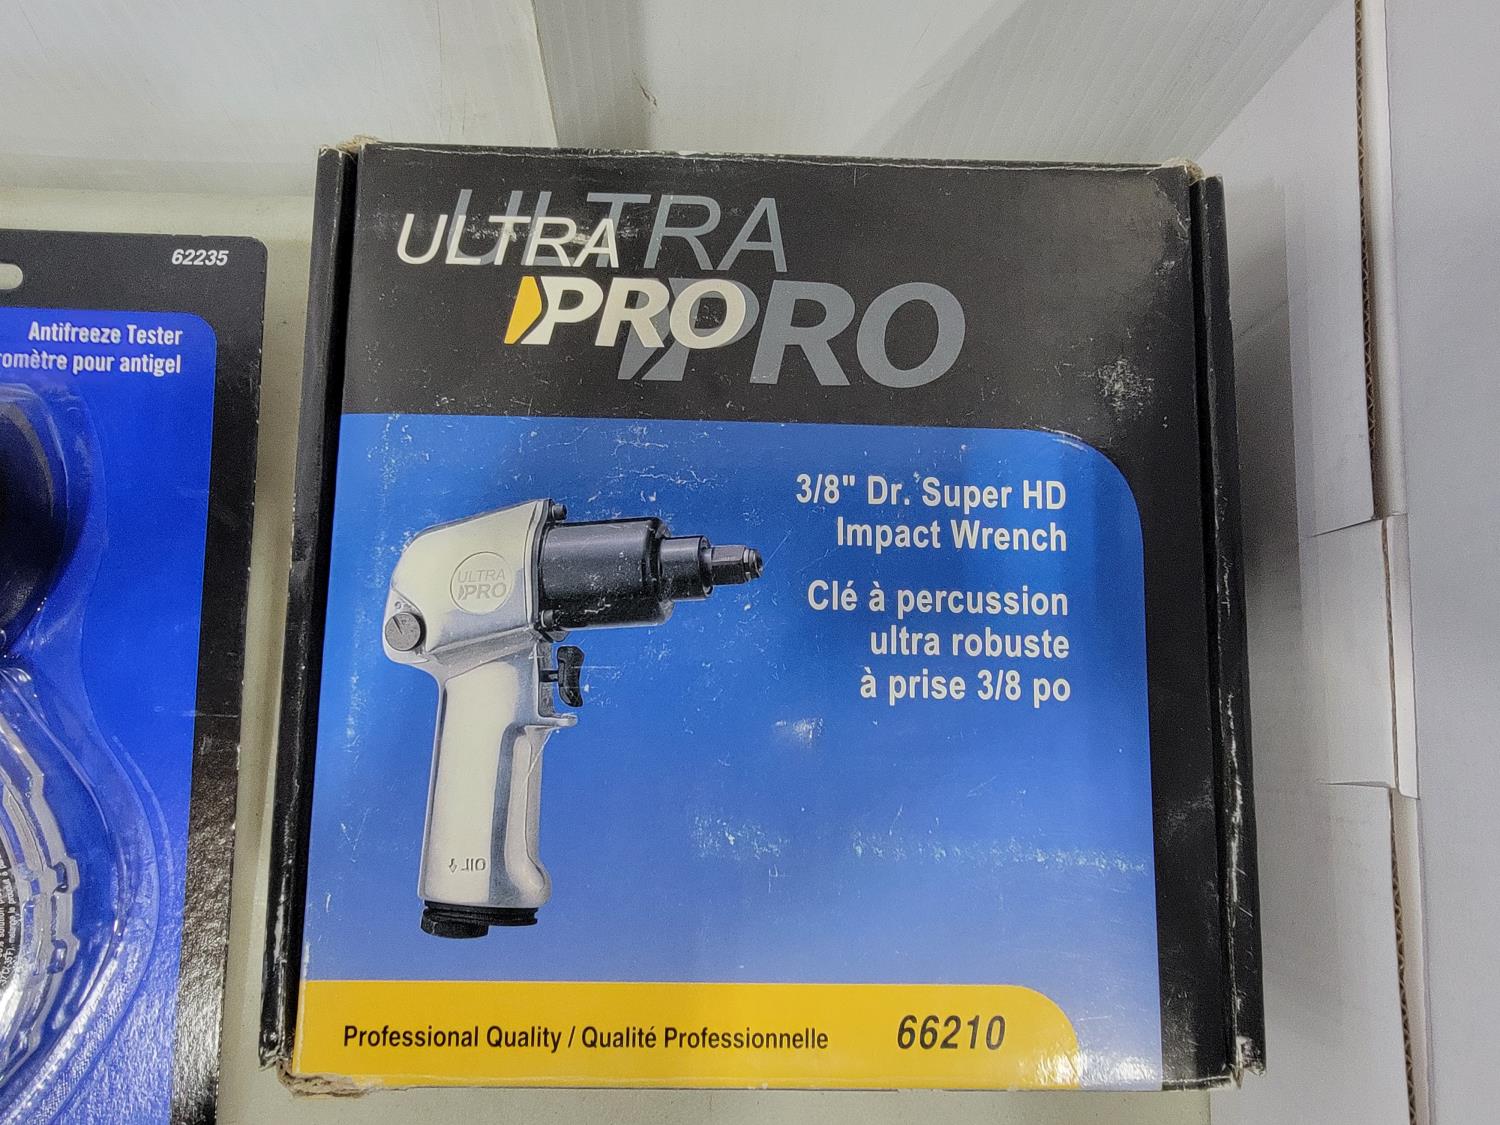 62235
Antifreeze Tester
romètre pour antigel
ULTRA
PRO
ULTRA
PRO
3/8" Dr. Super HD
Impact Wrench
Clé à percussion
ultra robuste
à prise 3/8 po
ULTRA
PRO
OIL
Professional Quality / Qualité Professionnelle
66210